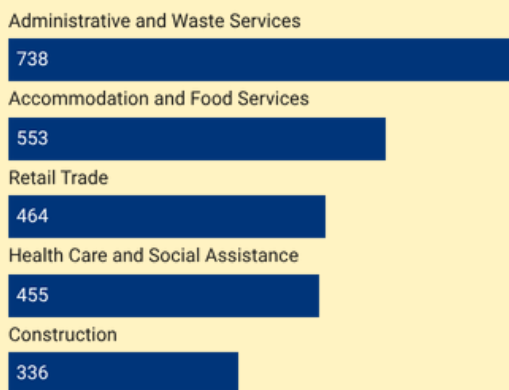 Administrative and Waste Services
738
Accommodation and Food Services
553
Retail Trade
464
Health Care and Social Assistance
455
Construction
336